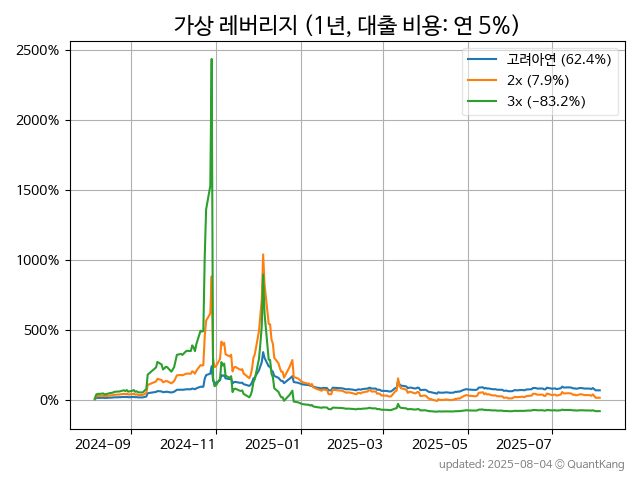 가상 레버리지 (1년, 대출 비용: 연 5%)
2500%
2000%
1500%
1000%
500%
0%
고려아연 (62.4%)
2x (7.9%)
3x (−83.2%)
2024-09
2024-11
2025-01
2025-03
2025-05
2025-07
updated: 2025-08-04 © QuantKang